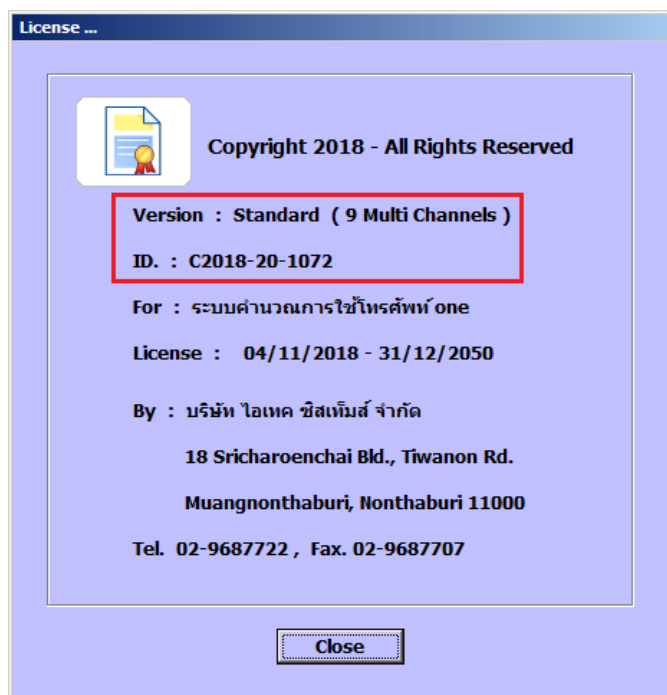 License ...
Copyright 2018 - All Rights Reserved
Version : Standard ( 9 Multi Channels )
ID. : C2018-20-1072
For : ระบบคำนวณการใช้โทรศัพท์ one
License : 04/11/2018 - 31/12/2050
By : บริษัท ไอเทค ซิสเท็มส์ จำกัด
18 Sricharoenchai Bld., Tiwanon Rd.
Muangnonthaburi, Nonthaburi 11000
Tel. 02-9687722 , Fax. 02-9687707
Close